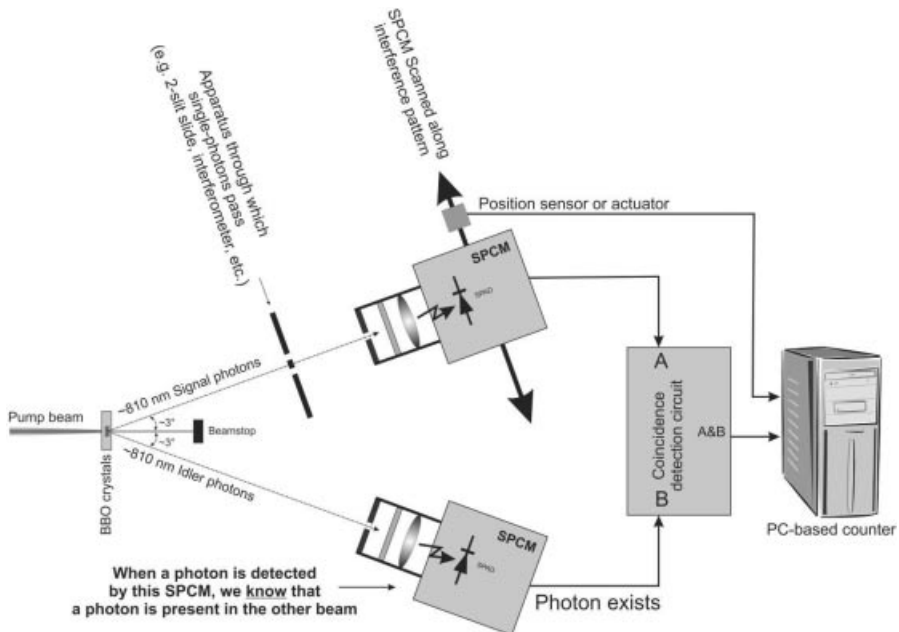 Apparatus through which
single-photons pass
(e.g. 2-slit slide, interferometer, etc.)
SPCM Scanned along
interference pattern
Position sensor or actuator
SPCM
SPAD
~810 nm Signal photons
Pump beam
~3°
~3°
Beamstop
BBO crystals
~810 nm Idler photons
A
Coincidence
detection circuit
A&B
B
PC-based counter
SPCM
SPAD
When a photon is detected
by this SPCM, we know that
a photon is present in the other beam
Photon exists